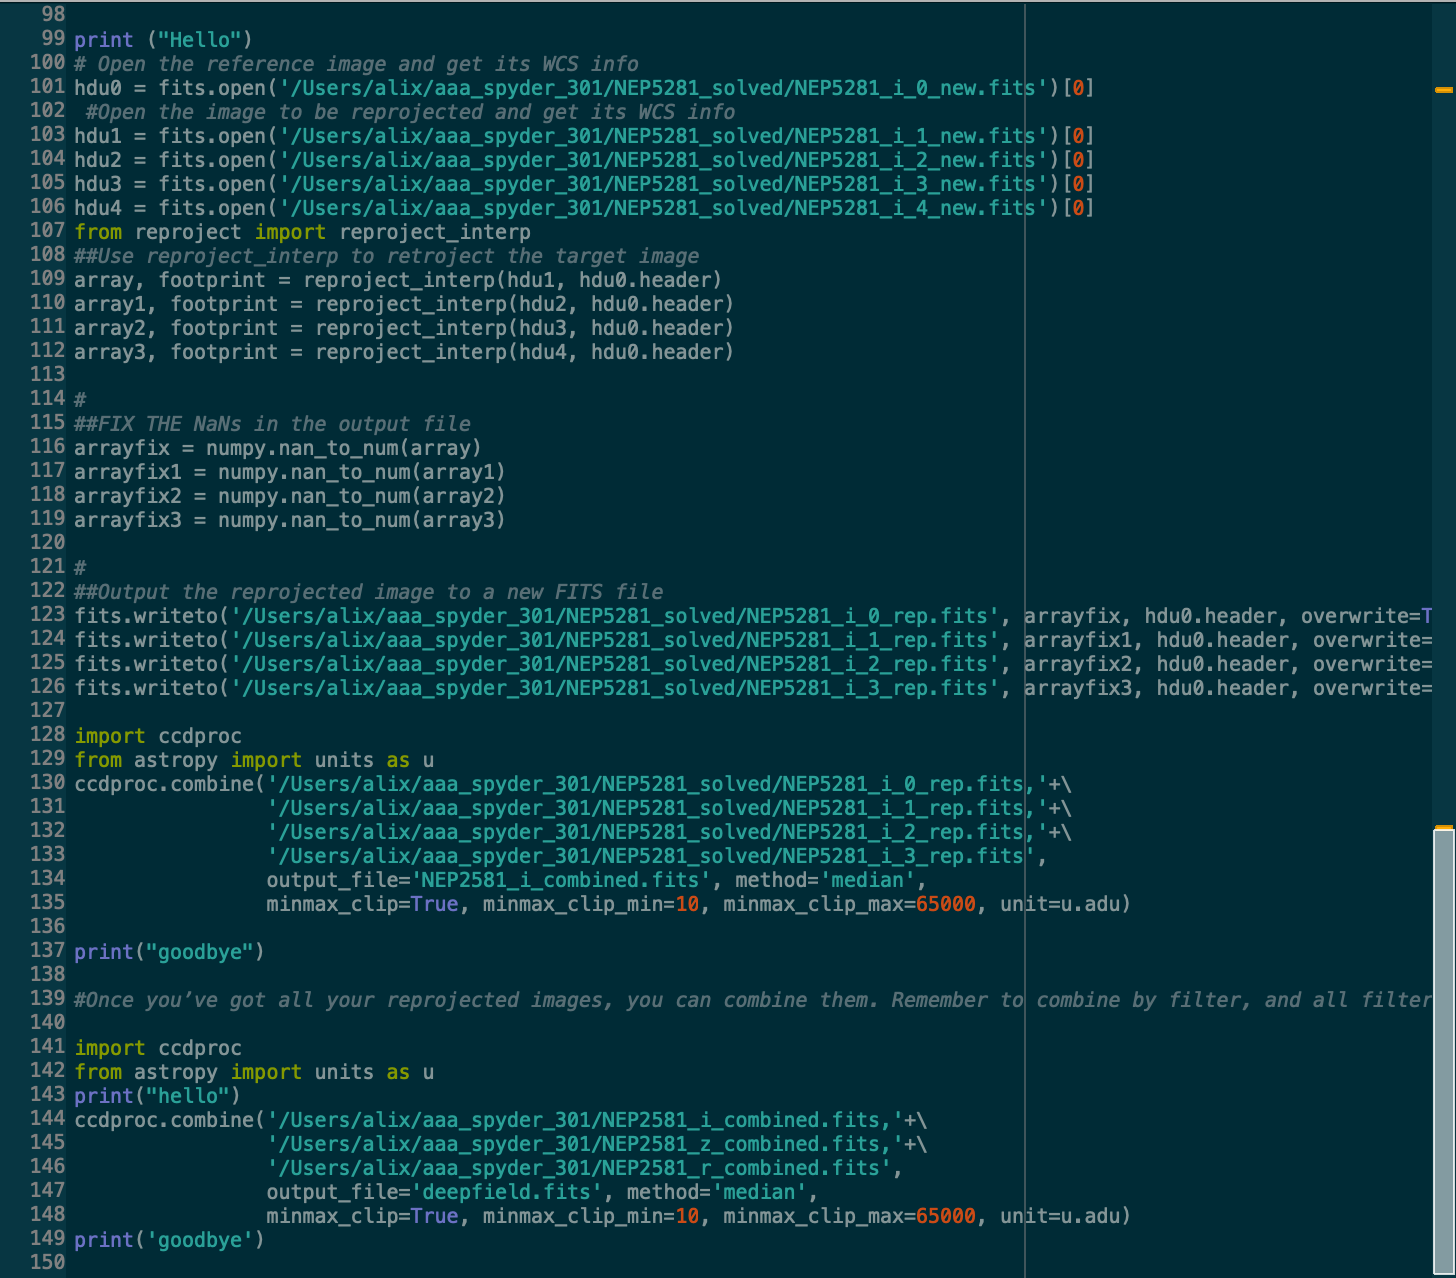 98
99 print ("Hello")
100 # Open the reference image and get its WCS info
101 hdu0 = fits.open('/Users/alix/aaa_spyder_301/NEP5281_solved/NEP5281_i_0_new.fits')[0]
102  #Open the image to be reprojected and get its WCS info
103 hdu1 = fits.open('/Users/alix/aaa_spyder_301/NEP5281_solved/NEP5281_i_1_new.fits')[0]
104 hdu2 = fits.open('/Users/alix/aaa_spyder_301/NEP5281_solved/NEP5281_i_2_new.fits')[0]
105 hdu3 = fits.open('/Users/alix/aaa_spyder_301/NEP5281_solved/NEP5281_i_3_new.fits')[0]
106 hdu4 = fits.open('/Users/alix/aaa_spyder_301/NEP5281_solved/NEP5281_i_4_new.fits')[0]
107 from reproject import reproject_interp
108 ##Use reproject_interp to retroject the target image
109 array, footprint = reproject_interp(hdu1, hdu0.header)
110 array1, footprint = reproject_interp(hdu2, hdu0.header)
111 array2, footprint = reproject_interp(hdu3, hdu0.header)
112 array3, footprint = reproject_interp(hdu4, hdu0.header)
113
114 #
115 ##FIX THE NaNs in the output file
116 arrayfix = numpy.nan_to_num(array)
117 arrayfix1 = numpy.nan_to_num(array1)
118 arrayfix2 = numpy.nan_to_num(array2)
119 arrayfix3 = numpy.nan_to_num(array3)
120
121 #
122 ##Output the reprojected image to a new FITS file
123 fits.writeto('/Users/alix/aaa_spyder_301/NEP5281_solved/NEP5281_i_0_rep.fits', arrayfix, hdu0.header, overwrite=T
124 fits.writeto('/Users/alix/aaa_spyder_301/NEP5281_solved/NEP5281_i_1_rep.fits', arrayfix1, hdu0.header, overwrite=
125 fits.writeto('/Users/alix/aaa_spyder_301/NEP5281_solved/NEP5281_i_2_rep.fits', arrayfix2, hdu0.header, overwrite=
126 fits.writeto('/Users/alix/aaa_spyder_301/NEP5281_solved/NEP5281_i_3_rep.fits', arrayfix3, hdu0.header, overwrite=
127
128 import ccdproc
129 from astropy import units as u
130 ccdproc.combine('/Users/alix/aaa_spyder_301/NEP5281_solved/NEP5281_i_0_rep.fits,'+\
131                 '/Users/alix/aaa_spyder_301/NEP5281_solved/NEP5281_i_1_rep.fits,'+\
132                 '/Users/alix/aaa_spyder_301/NEP5281_solved/NEP5281_i_2_rep.fits,'+\
133                 '/Users/alix/aaa_spyder_301/NEP5281_solved/NEP5281_i_3_rep.fits',
134                 output_file='NEP2581_i_combined.fits', method='median',
135                 minmax_clip=True, minmax_clip_min=10, minmax_clip_max=65000, unit=u.adu)
136
137 print("goodbye")
138
139 #Once you’ve got all your reprojected images, you can combine them. Remember to combine by filter, and all filter
140
141 import ccdproc
142 from astropy import units as u
143 print("hello")
144 ccdproc.combine('/Users/alix/aaa_spyder_301/NEP2581_i_combined.fits,'+\
145                 '/Users/alix/aaa_spyder_301/NEP2581_z_combined.fits,'+\
146                 '/Users/alix/aaa_spyder_301/NEP2581_r_combined.fits',
147                 output_file='deepfield.fits', method='median',
148                 minmax_clip=True, minmax_clip_min=10, minmax_clip_max=65000, unit=u.adu)
149 print('goodbye')
150